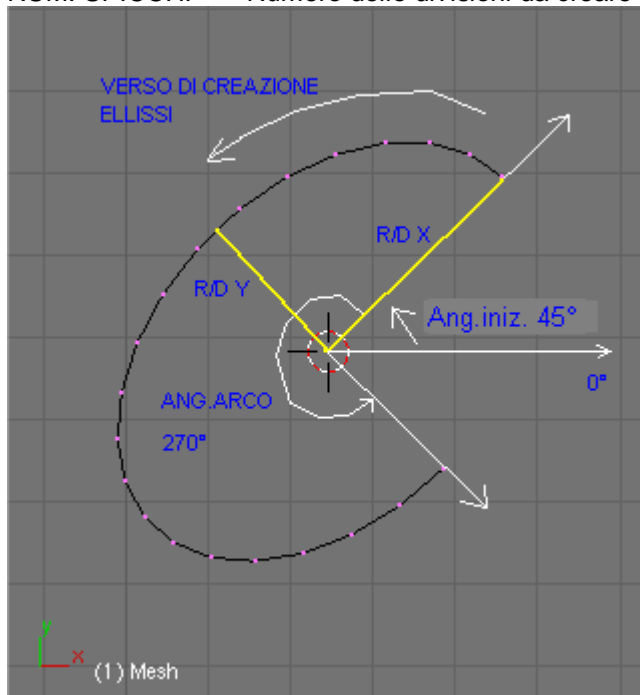 VERSO DI CREAZIONE
ELLISSI
R/D X
R/D Y
Ang.iniz. 45°
0°
ANG.ARCO
270°
y
x
(1) Mesh